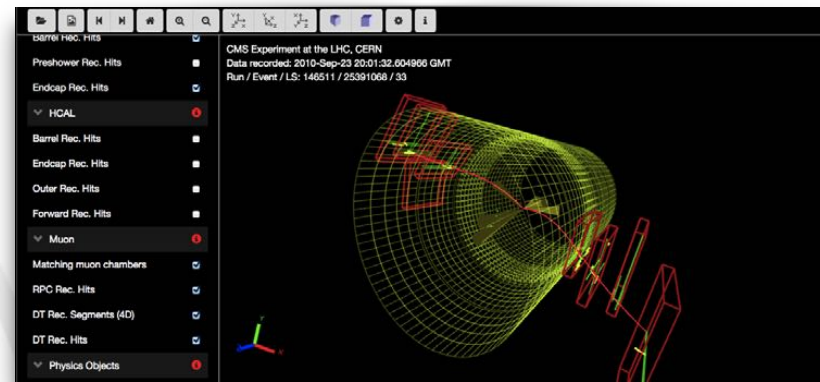 Barrel Rec. Hits
Preshower Rec. Hits
Endcap Rec. Hits
HCAL
Barrel Rec. Hits
Endcap Rec. Hits
Outer Rec. Hits
Forward Rec. Hits
Muon
Matching muon chambers
RPC Rec. Hits
DT Rec. Segments (4D)
DT Rec. Hits
Physics Objects
CMS Experiment at the LHC, CERN
Data recorded: 2010-Sep-23 20:01:32.604966 GMT
Run / Event / LS: 146511 / 25391068 / 33